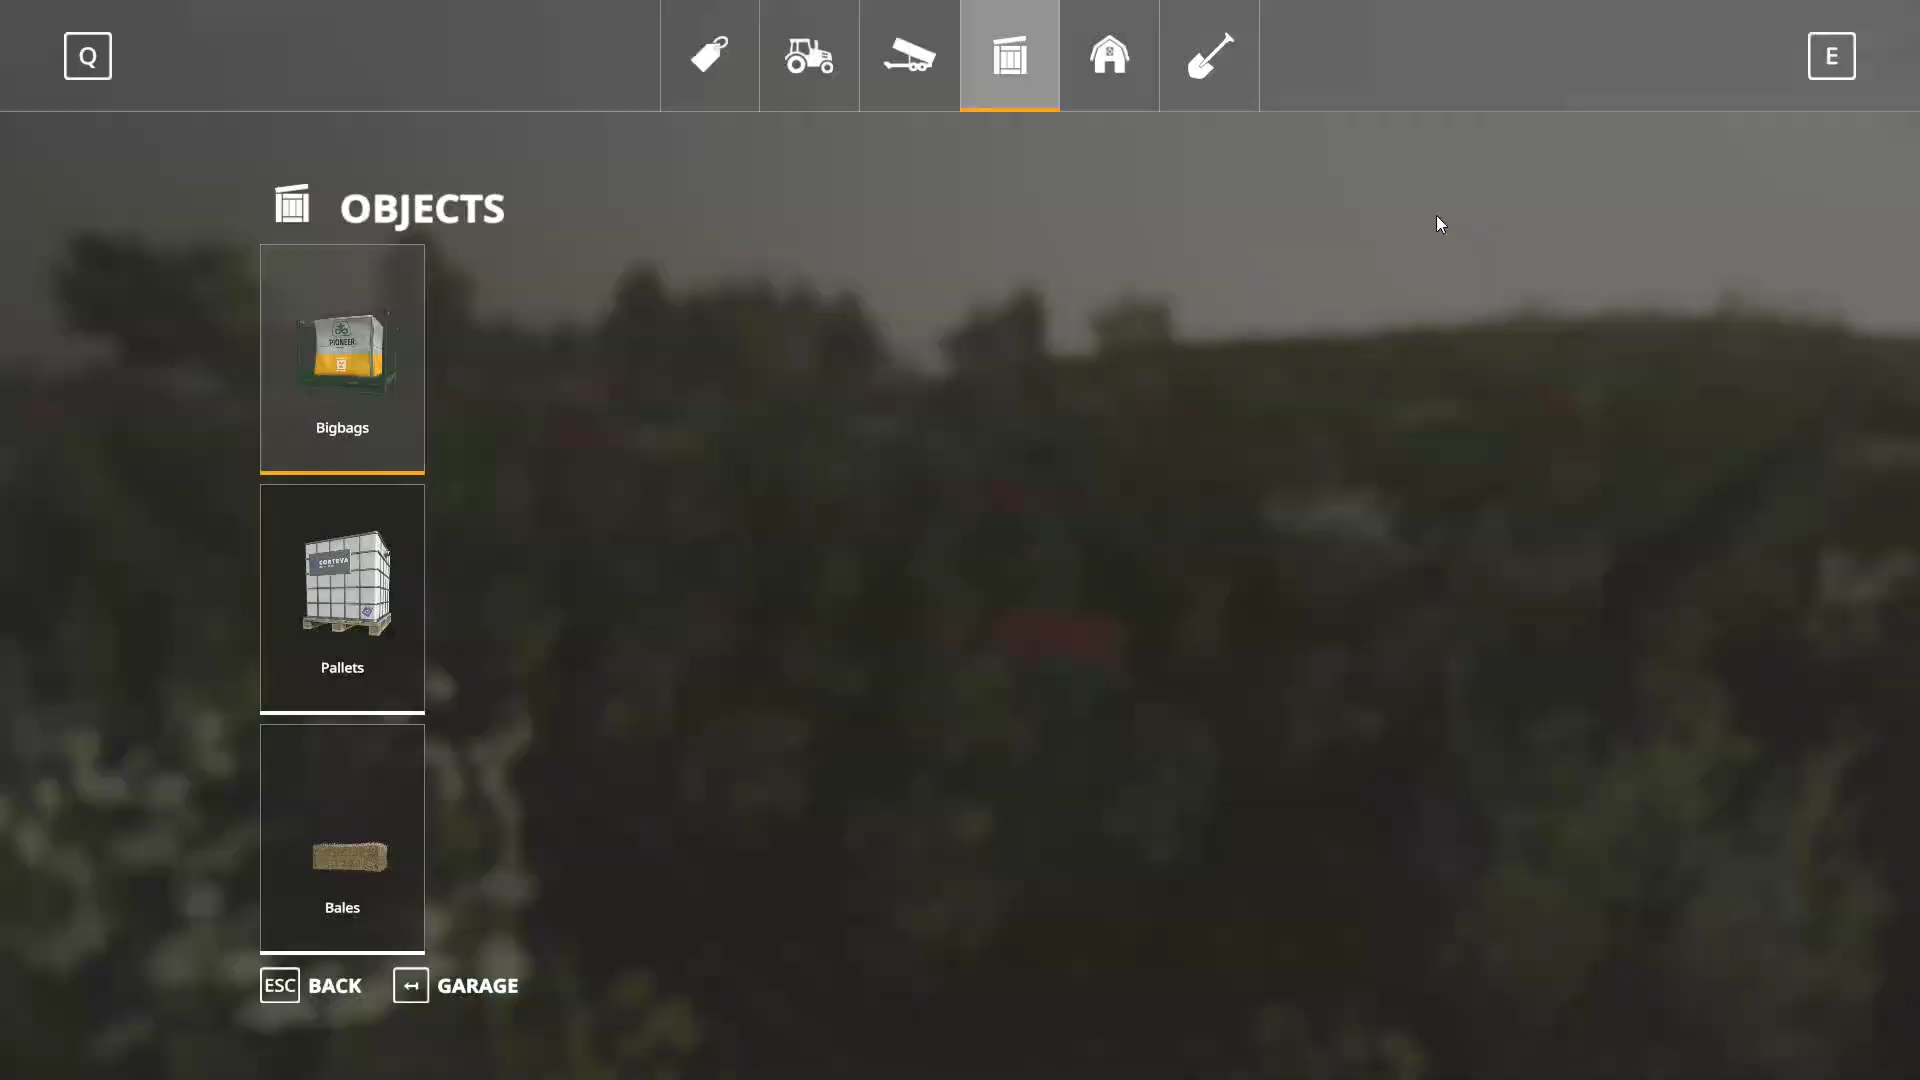 Q
E
OBJECTS
PIONEER
Bigbags
CORTEVA
Pallets
Bales
ESC BACK
GARAGE